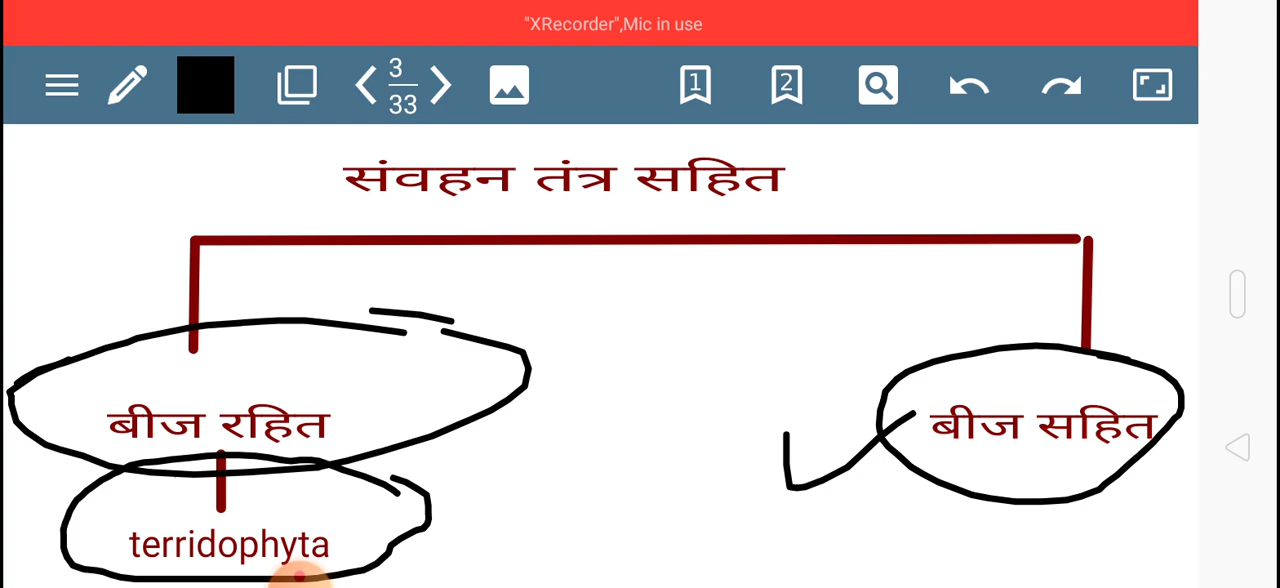 "XRecorder",Mic in use
3
33
1
2
संवहन तंत्र सहित
बीज रहित
बीज सहित
terridophyta